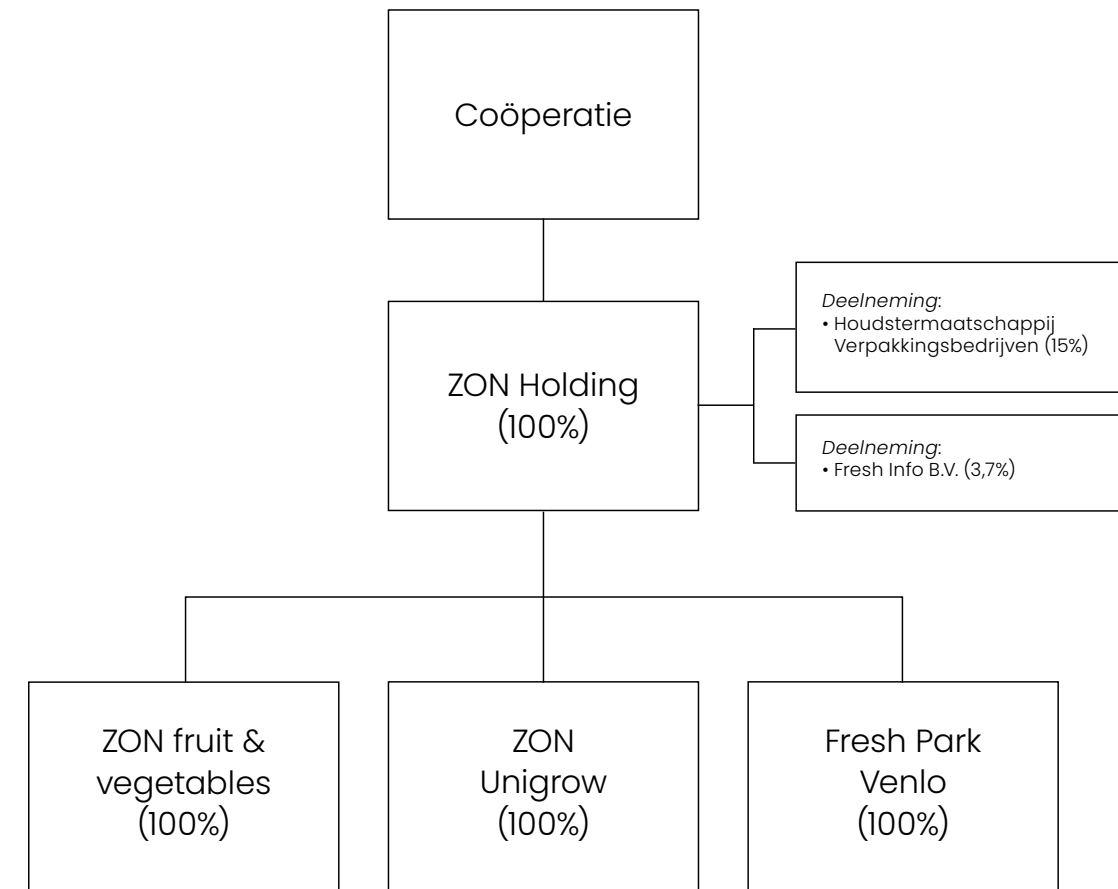 Coöperatie
ZON Holding
(100%)
Deelneming:
• Houdstermaatschappij
Verpakkingsbedrijven (15%)
Deelneming:
• Fresh Info B.V. (3,7%)
ZON fruit &
vegetables
(100%)
ZON
Unigrow
(100%)
Fresh Park
Venlo
(100%)